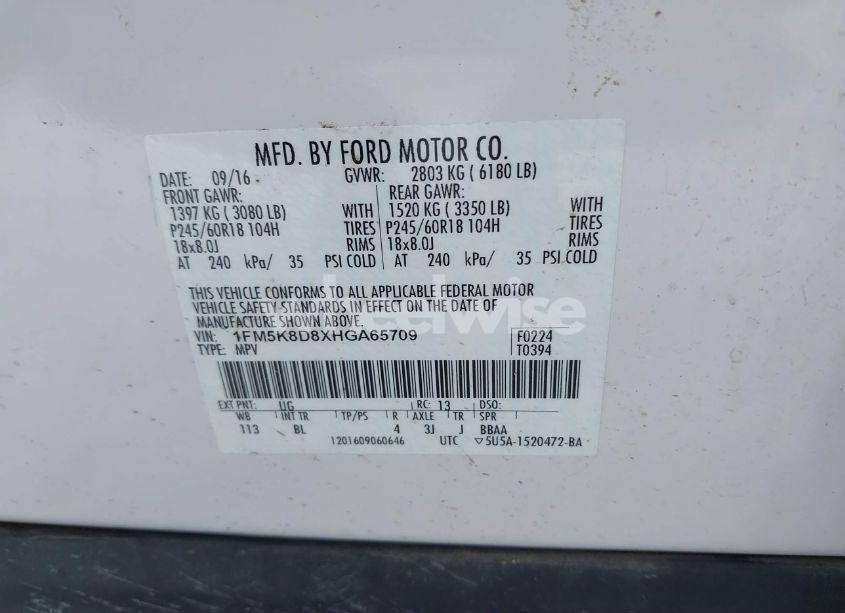 MFD. BY FORD MOTOR CO.
DATE: 09/16 GVWR: 2803 KG ( 6180 LB)
FRONT GAWR: REAR GAWR:
1397 KG ( 3080 LB) WITH 1520 KG ( 3350 LB) WITH
P245/60R18 104H TIRES P245/60R18 104H TIRES
18x8.0J RIMS 18x8.0J RIMS
AT 240 kPa/ 35 PSI COLD AT 240 kPa/ 35 PSI COLD
THIS VEHICLE CONFORMS TO ALL APPLICABLE FEDERAL MOTOR
VEHICLE SAFETY STANDARDS IN EFFECT ON THE DATE OF
MANUFACTURE SHOWN ABOVE.
VIN: 1FM5K8D8XHGA65709 F0224
TYPE: MPV T0394
EXT PNT: UG RC: 13 DSO:
WB INT TR TP/PS R AXLE TR SPR
113 BL 4 3J J BBAA
1201609060646 UTC ▽5U5A-1520472-BA